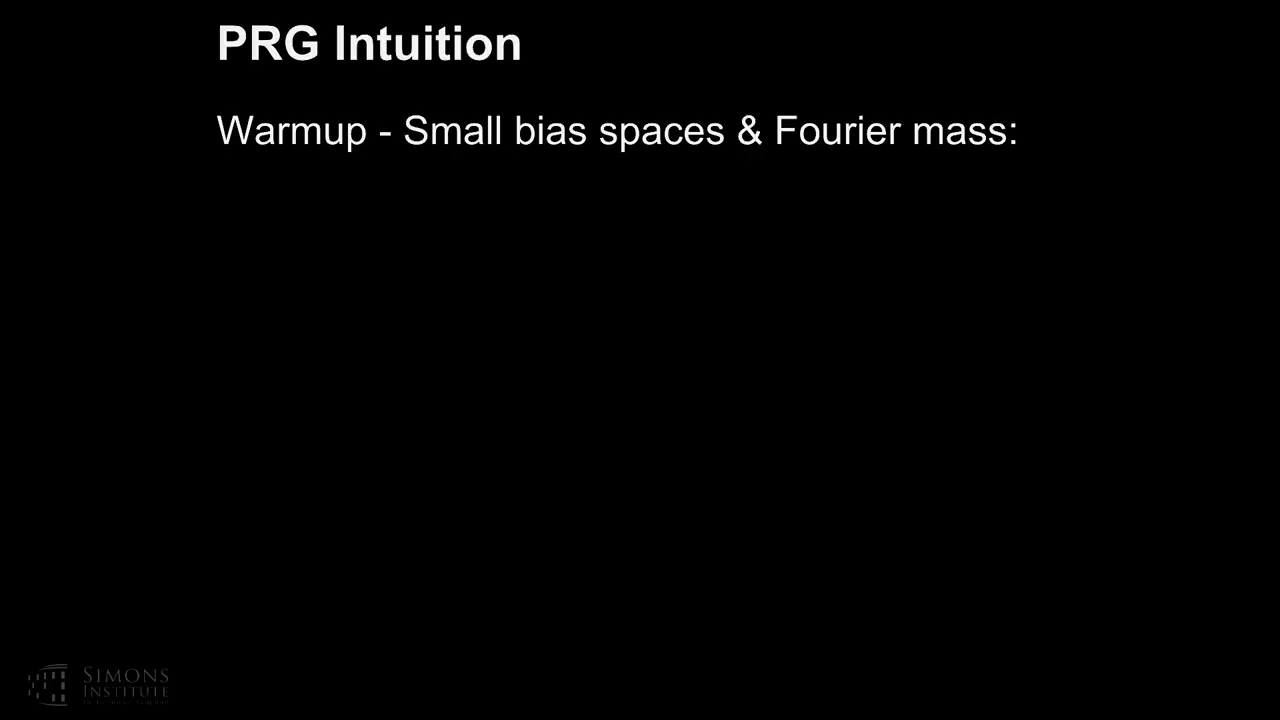 PRG Intuition
Warmup - Small bias spaces & Fourier mass:
SIMONS
INSTITUTE